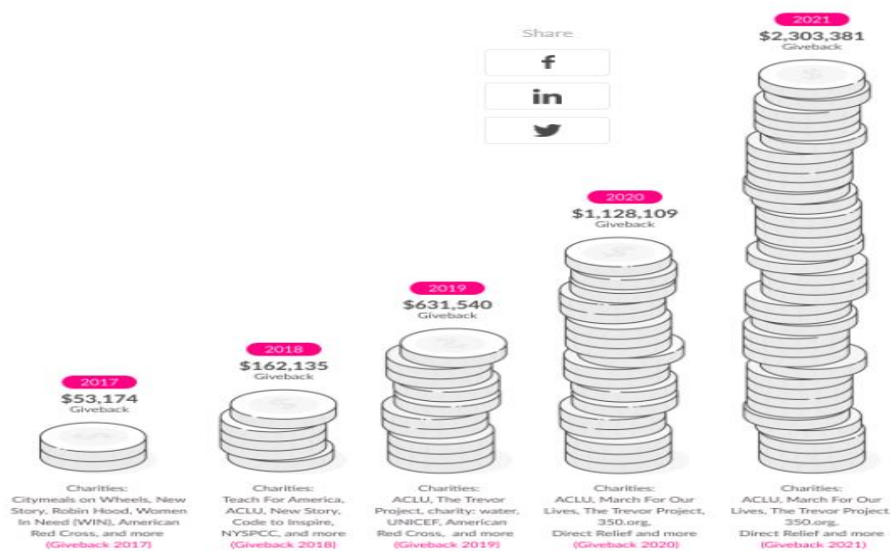 Share
f
in
2017
$53,174
Giveback
Charities:
Citymeals on Wheels, New
Story, Robin Hood, Women
In Need (WIN), American
Red Cross, and more
(Giveback 2017)
2018
$162,135
Giveback
Charities:
Teach For America,
ACLU, New Story,
Code to Inspire,
NYSPCC, and more
(Giveback 2018)
2019
$631,540
Giveback
Charities:
ACLU, The Trevor
Project, charity: water,
UNICEF, American
Red Cross, and more
(Giveback 2019)
2020
$1,128,109
Giveback
Charities:
ACLU, March For Our
Lives, The Trevor Project,
350.org,
Direct Relief and more
(Giveback 2020)
2021
$2,303,381
Giveback
Charities:
ACLU, March For Our
Lives, The Trevor Project
350.org,
Direct Relief and more
(Giveback 2021)